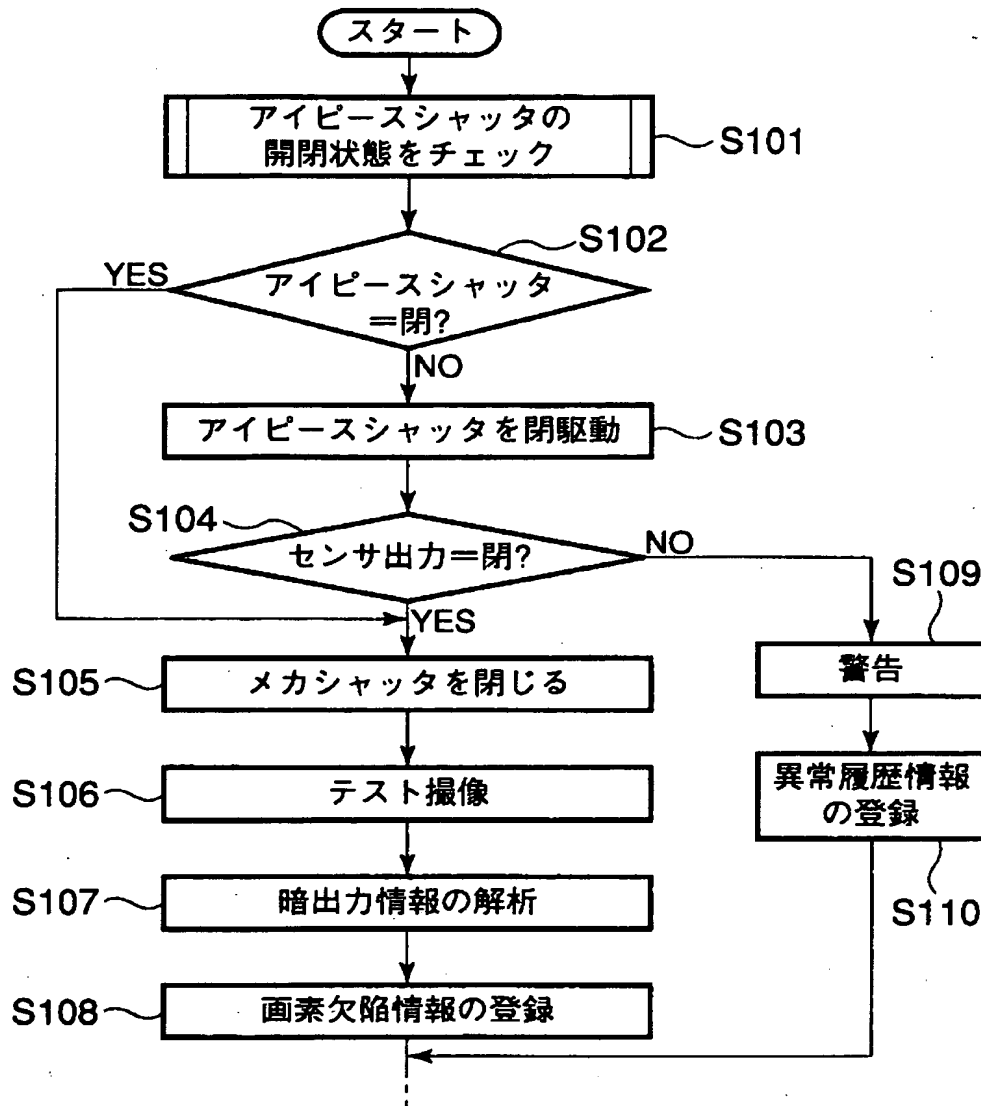 スタート
アイピースシャッタの
開閉状態をチェック
S101
S102
YES
アイピースシャッタ
＝閉?
NO
アイピースシャッタを閉駆動
S103
S104
センサ出力＝閉?
NO
YES
S109
警告
S105
メカシャッタを閉じる
S106
テスト撮像
異常履歴情報
の登録
S110
S107
暗出力情報の解析
S108
画素欠陥情報の登録